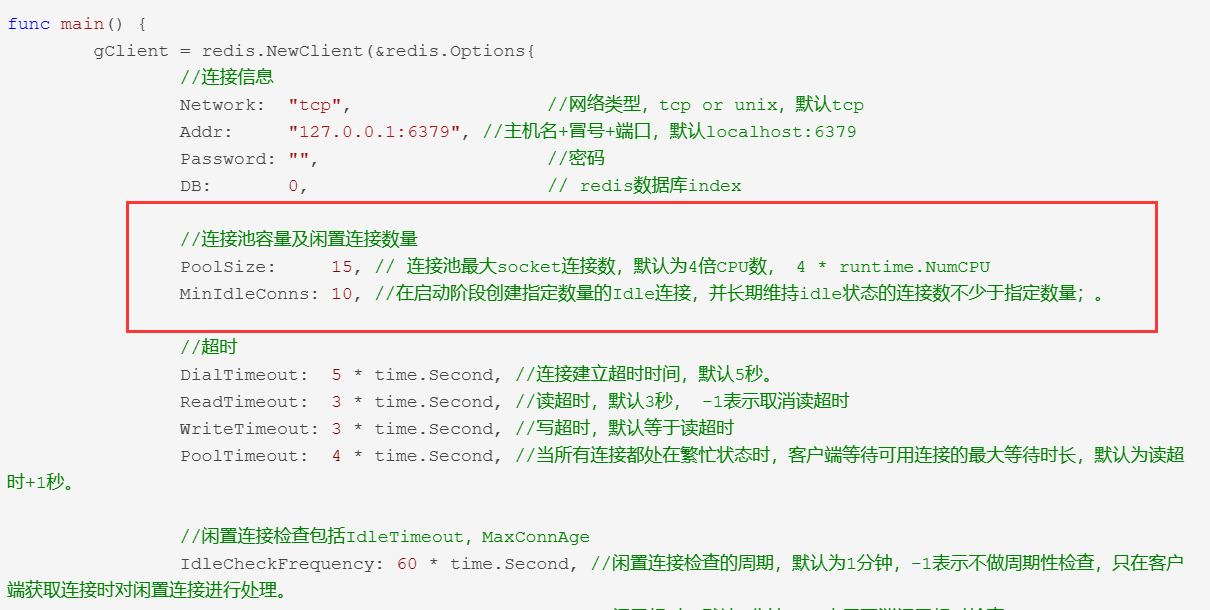 func main() {
gClient = redis.NewClient(&redis.Options{
//连接信息
Network: "tcp", //网络类型，tcp or unix，默认tcp
Addr: "127.0.0.1:6379", //主机名+冒号+端口，默认localhost:6379
Password: "", //密码
DB: 0, // redis数据库index
//连接池容量及闲置连接数量
PoolSize: 15, // 连接池最大socket连接数，默认为4倍CPU数， 4 * runtime.NumCPU
MinIdleConns: 10, //在启动阶段创建指定数量的Idle连接，并长期维持idle状态的连接数不少于指定数量；。
//超时
DialTimeout: 5 * time.Second, //连接建立超时时间，默认5秒。
ReadTimeout: 3 * time.Second, //读超时，默认3秒， -1表示取消读超时
WriteTimeout: 3 * time.Second, //写超时，默认等于读超时
PoolTimeout: 4 * time.Second, //当所有连接都处在繁忙状态时，客户端等待可用连接的最大等待时长，默认为读超
时+1秒。
//闲置连接检查包括IdleTimeout，MaxConnAge
IdleCheckFrequency: 60 * time.Second, //闲置连接检查的周期，默认为1分钟，-1表示不做周期性检查，只在客户
端获取连接时对闲置连接进行处理。